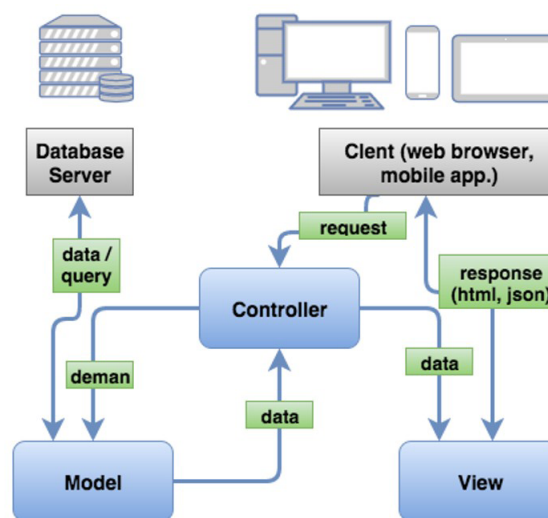 Database
Server
Clent (web browser,
mobile app.)
request
data /
query
response
(html, json)
Controller
deman
data
data
Model
View